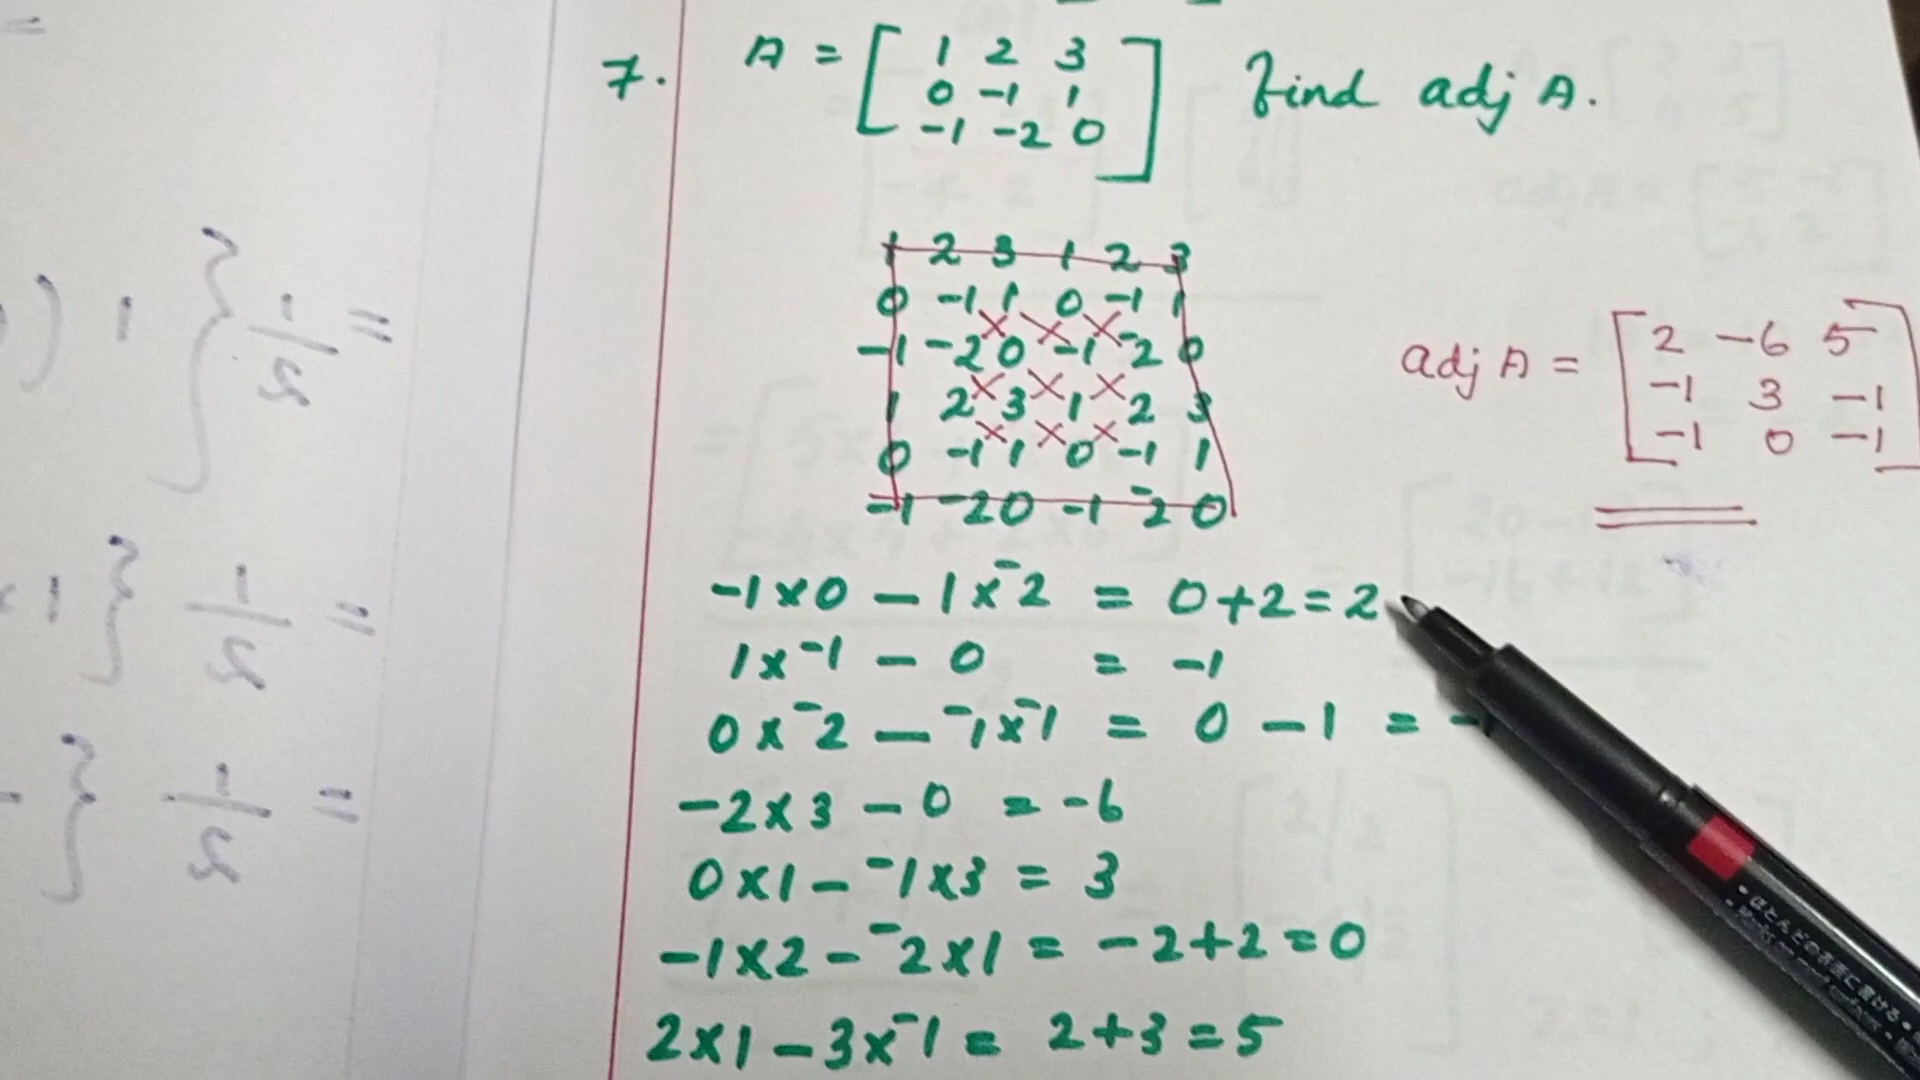 7. A = [ 1 2 3 Find adj A.
0 -1 1
-1 -2 0 ]
1 2 3 1 2 3
0 -1 1 0 -1 1
-1 -2 0 -1 -2 0
1 2 3 1 2 3
0 -1 1 0 -1 1
-1 -2 0 -1 -2 0
adj A = [ 2 -6 5
-1 3 -1
-1 0 -1 ]
-1 x 0 - 1 x -2 = 0 + 2 = 2
1 x -1 - 0 = -1
0 x -2 - -1 x -1 = 0 - 1 = -1
-2 x 3 - 0 = -6
0 x 1 - -1 x 3 = 3
-1 x 2 - -2 x 1 = -2 + 2 = 0
2 x 1 - 3 x -1 = 2 + 3 = 5